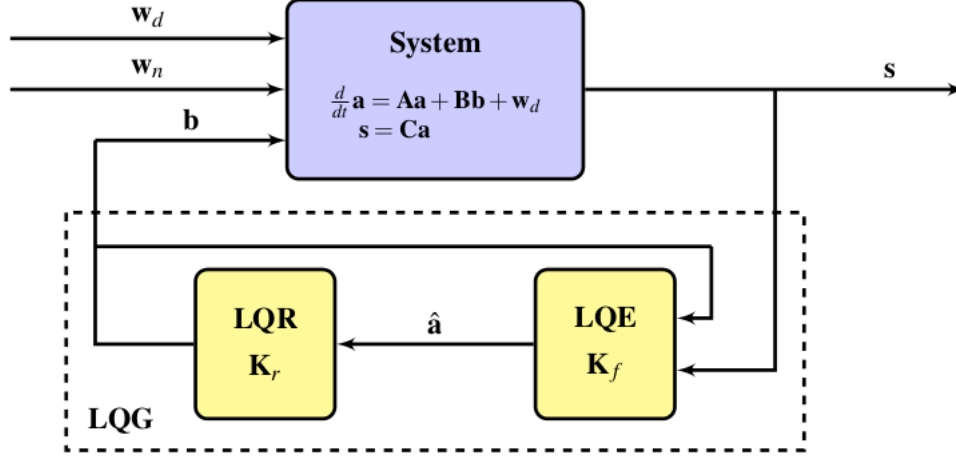 w_d
System
w_n
s
d/dt a = Aa + Bb + w_d
b
s = Ca
LQR
LQE
â
K_r
K_f
LQG